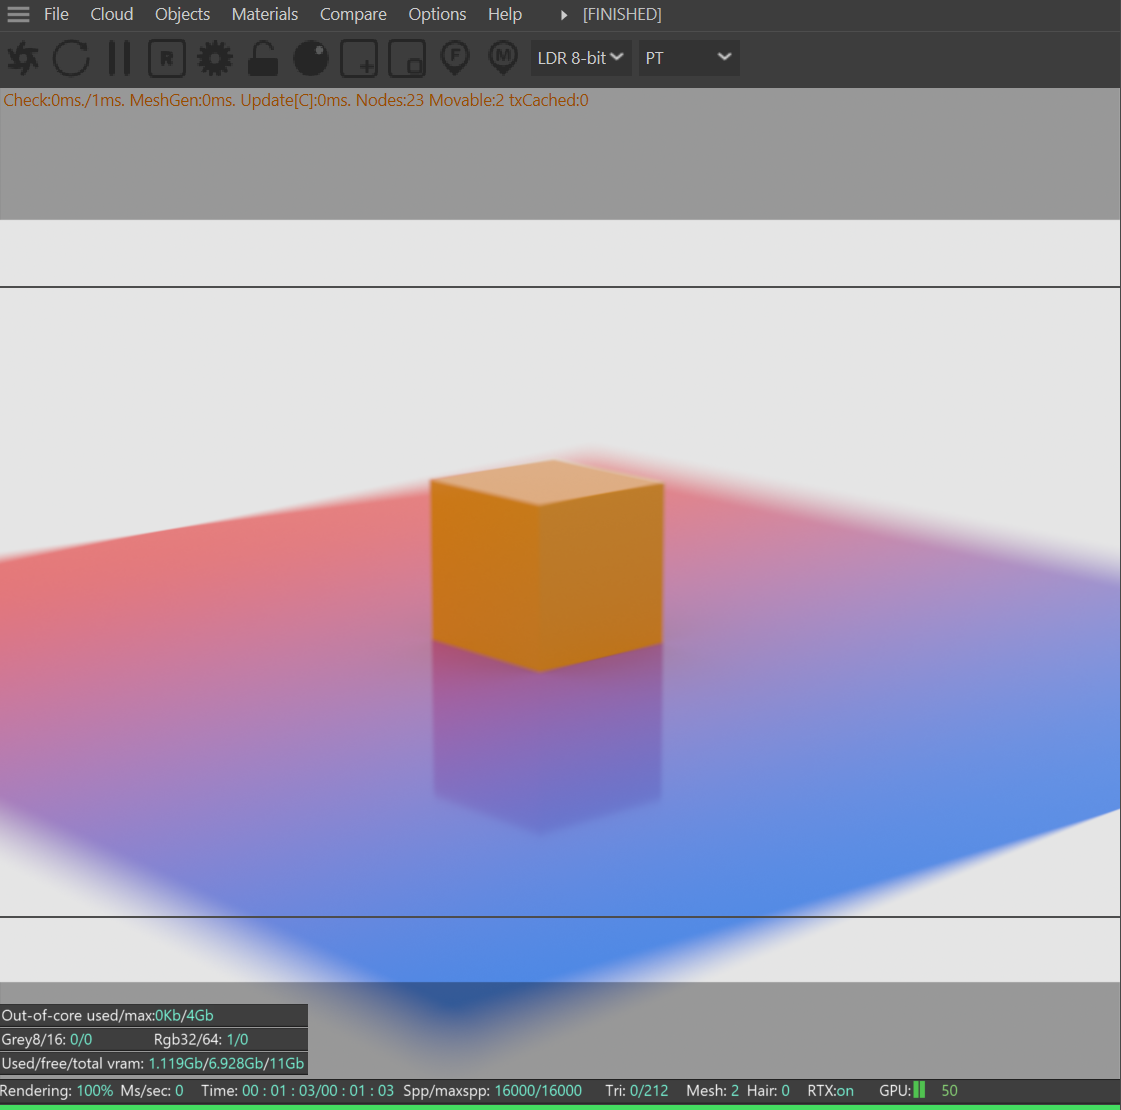 File Cloud Objects Materials Compare Options Help [FINISHED]
R F M LDR 8-bit PT
Check:0ms./1ms. MeshGen:0ms. Update[C]:0ms. Nodes:23 Movable:2 txCached:0
Out-of-core used/max:0Kb/4Gb
Grey8/16: 0/0 Rgb32/64: 1/0
Used/free/total vram: 1.119Gb/6.928Gb/11Gb
Rendering: 100% Ms/sec: 0 Time: 00 : 01 : 03/00 : 01 : 03 Spp/maxspp: 16000/16000 Tri: 0/212 Mesh: 2 Hair: 0 RTX:on GPU: 50